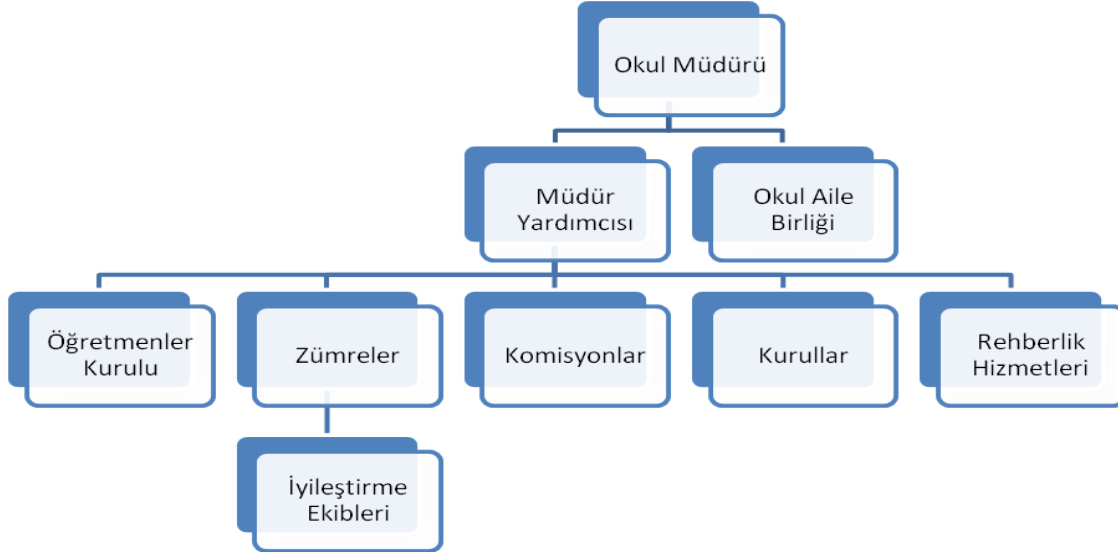 Okul Müdürü
Müdür
Yardımcısı
Okul Aile
Birliği
Öğretmenler
Kurulu
Zümreler
Komisyonlar
Kurullar
Rehberlik
Hizmetleri
İyileştirme
Ekibleri